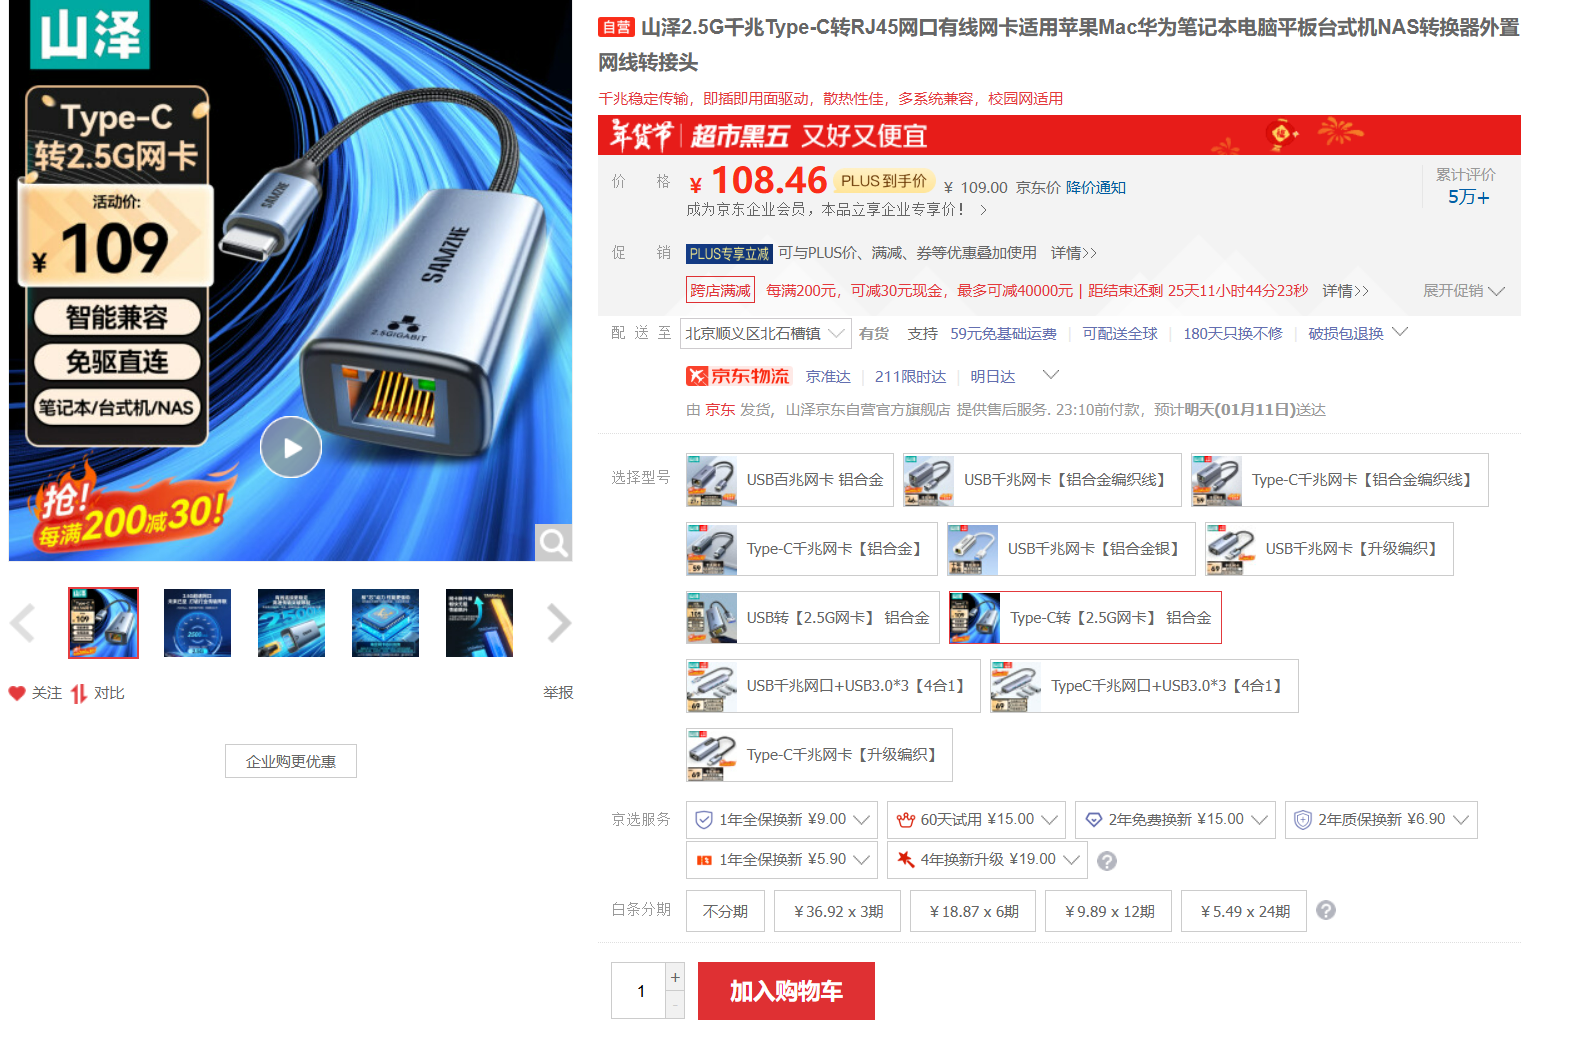 山泽
Type-C
转2.5G网卡
活动价:
¥ 109
智能兼容
免驱直连
笔记本/台式机/NAS
抢!
每满200减30!
SAMZHE
SAMZHE
2.5GIGABIT
关注 对比 举报
企业购更优惠
自营 山泽2.5G千兆Type-C转RJ45网口有线网卡适用苹果Mac华为笔记本电脑平板台式机NAS转换器外置
网线转接头
千兆稳定传输，即插即用面驱动，散热性佳，多系统兼容，校园网适用
年货节 超市黑五 又好又便宜
价 格 ¥ 108.46 PLUS到手价 ¥ 109.00 京东价 降价通知
成为京东企业会员，本品立享企业专享价！ >
累计评价
5万+
促 销 PLUS专享立减 可与PLUS价、满减、券等优惠叠加使用 详情>>
跨店满减 每满200元，可减30元现金，最多可减40000元 | 距结束还剩 25天11小时44分23秒 详情>> 展开促销
配 送 至 北京顺义区北石槽镇 有货 支持 59元免基础运费 可配送全球 180天只换不修 破损包退换
京东物流 京准达 211限时达 明日达
由 京东 发货，山泽京东自营官方旗舰店 提供售后服务. 23:10前付款，预计明天(01月11日)送达
选择型号
USB百兆网卡 铝合金
USB千兆网卡【铝合金编织线】
Type-C千兆网卡【铝合金编织线】
Type-C千兆网卡【铝合金】
USB千兆网卡【铝合金银】
USB千兆网卡【升级编织】
USB转【2.5G网卡】 铝合金
Type-C转【2.5G网卡】 铝合金
USB千兆网口+USB3.0*3【4合1】
TypeC千兆网口+USB3.0*3【4合1】
Type-C千兆网卡【升级编织】
京选服务 1年全保换新 ¥9.00 60天试用 ¥15.00 2年免费换新 ¥15.00 2年质保换新 ¥6.90
1年全保换新 ¥5.90 4年换新升级 ¥19.00 ?
白条分期 不分期 ¥36.92 x 3期 ¥18.87 x 6期 ¥9.89 x 12期 ¥5.49 x 24期 ?
1 + -
加入购物车